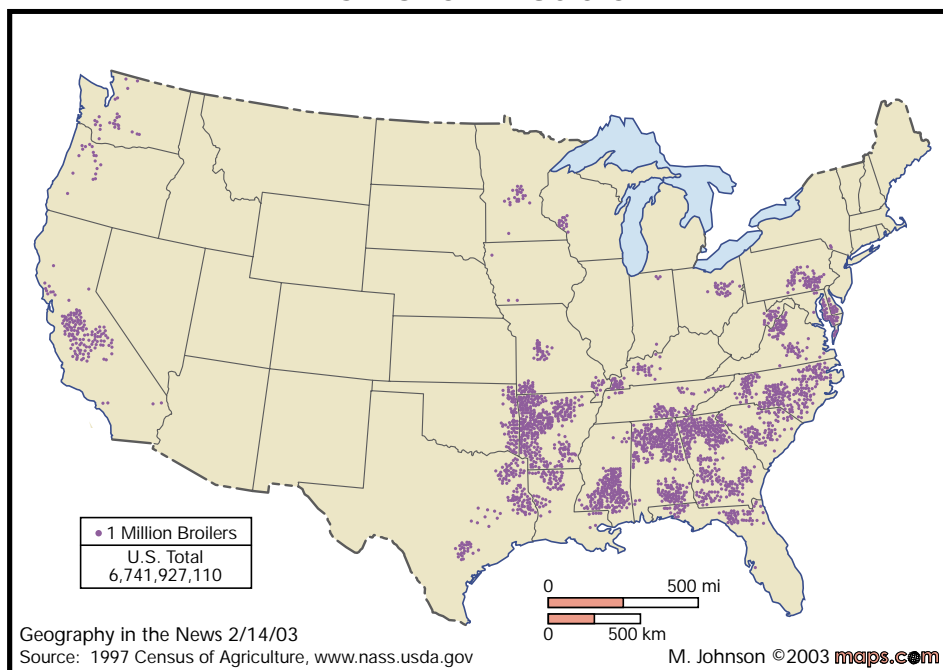 1 Million Broilers
U.S. Total
6,741,927,110
0 500 mi
0 500 km
Geography in the News 2/14/03
Source: 1997 Census of Agriculture, www.nass.usda.gov
M. Johnson ©2003 maps.com